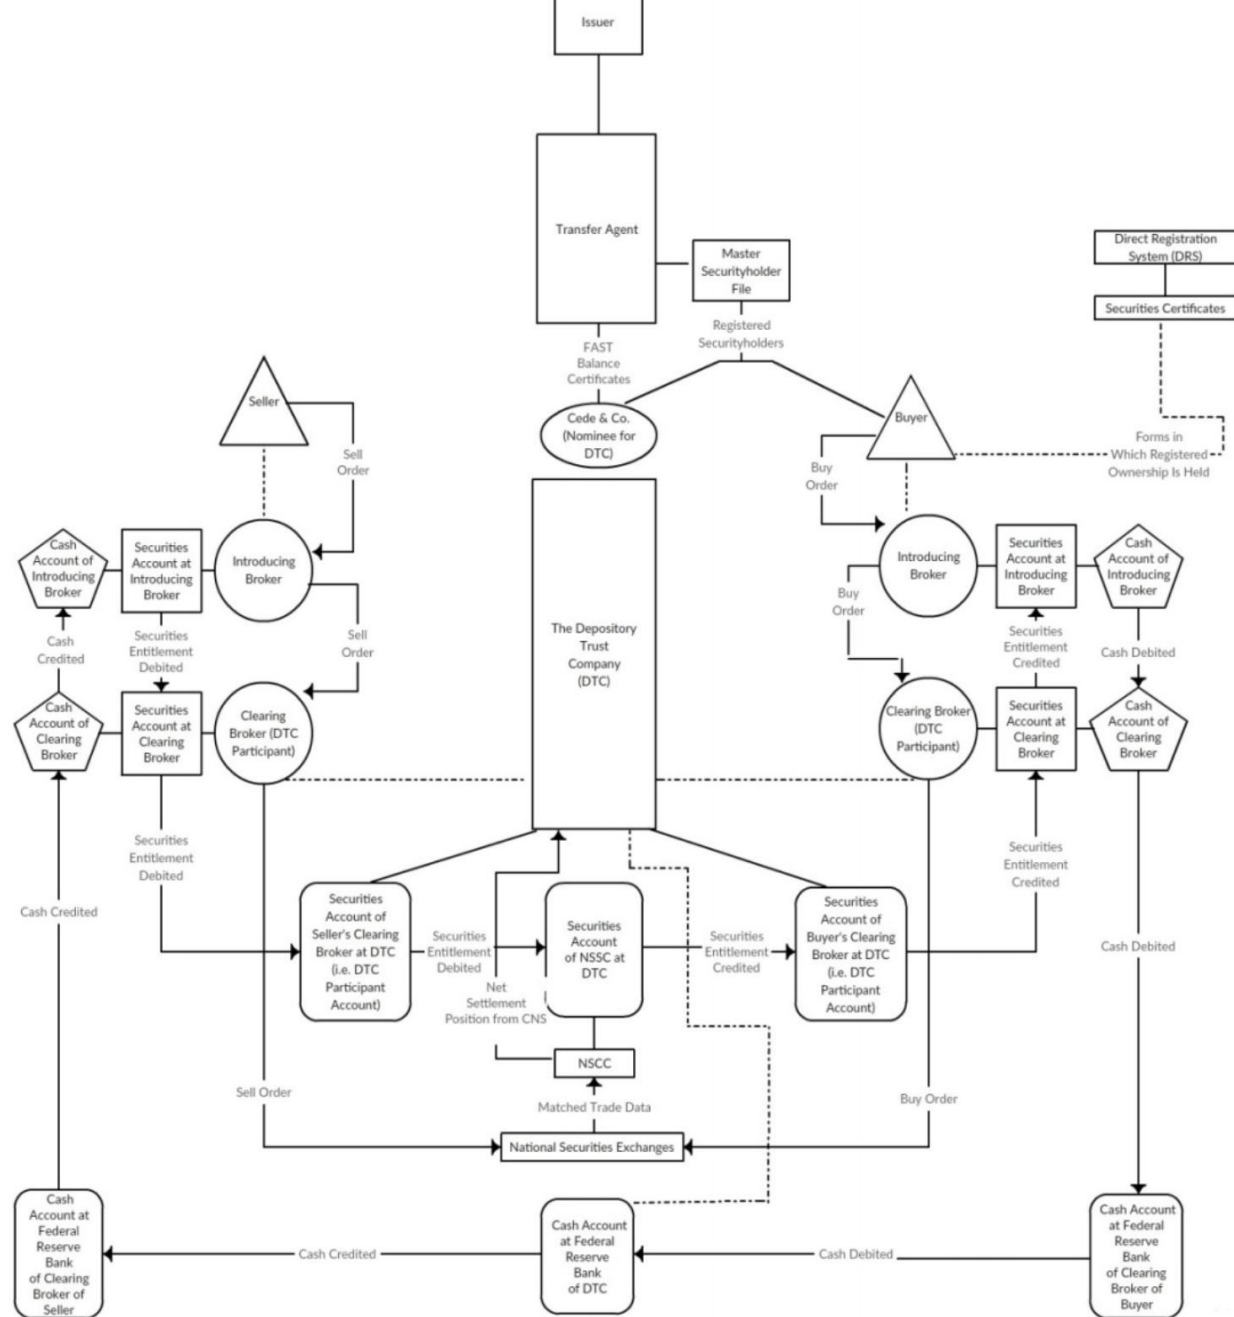 Issuer
Transfer Agent
Master
Securityholder
File
Direct Registration
System (DRS)
Securities Certificates
Registered
Securityholders
FAST
Balance
Certificates
Cede & Co.
(Nominee for
DTC)
Seller
Sell
Order
Buyer
Buy
Order
Forms in
Which Registered
Ownership Is Held
Cash
Account of
Introducing
Broker
Securities
Account at
Introducing
Broker
Introducing
Broker
Introducing
Broker
Securities
Account at
Introducing
Broker
Cash
Account of
Introducing
Broker
Cash
Credited
Securities
Entitlement
Debited
Sell
Order
The Depository
Trust
Company
(DTC)
Buy
Order
Securities
Entitlement
Credited
Cash Debited
Cash
Account of
Clearing
Broker
Securities
Account at
Clearing
Broker
Clearing
Broker (DTC
Participant)
Clearing Broker
(DTC
Participant)
Securities
Account at
Clearing
Broker
Cash
Account of
Clearing
Broker
Securities
Entitlement
Debited
Securities
Entitlement
Credited
Cash Credited
Securities
Account of
Seller's Clearing
Broker at DTC
(i.e. DTC
Participant
Account)
Securities
Entitlement
Debited
Securities
Account
of NSSC at
DTC
Securities
Entitlement
Credited
Securities
Account of
Buyer's Clearing
Broker at DTC
(i.e. DTC
Participant
Account)
Cash Debited
Net
Settlement
Position from CNS
NSCC
Sell Order
Matched Trade Data
Buy Order
National Securities Exchanges
Cash
Account at
Federal
Reserve
Bank
of Clearing
Broker of
Seller
Cash Credited
Cash Account
at Federal
Reserve
Bank
of DTC
Cash Debited
Cash Account
at Federal
Reserve
Bank
of Clearing
Broker of
Buyer